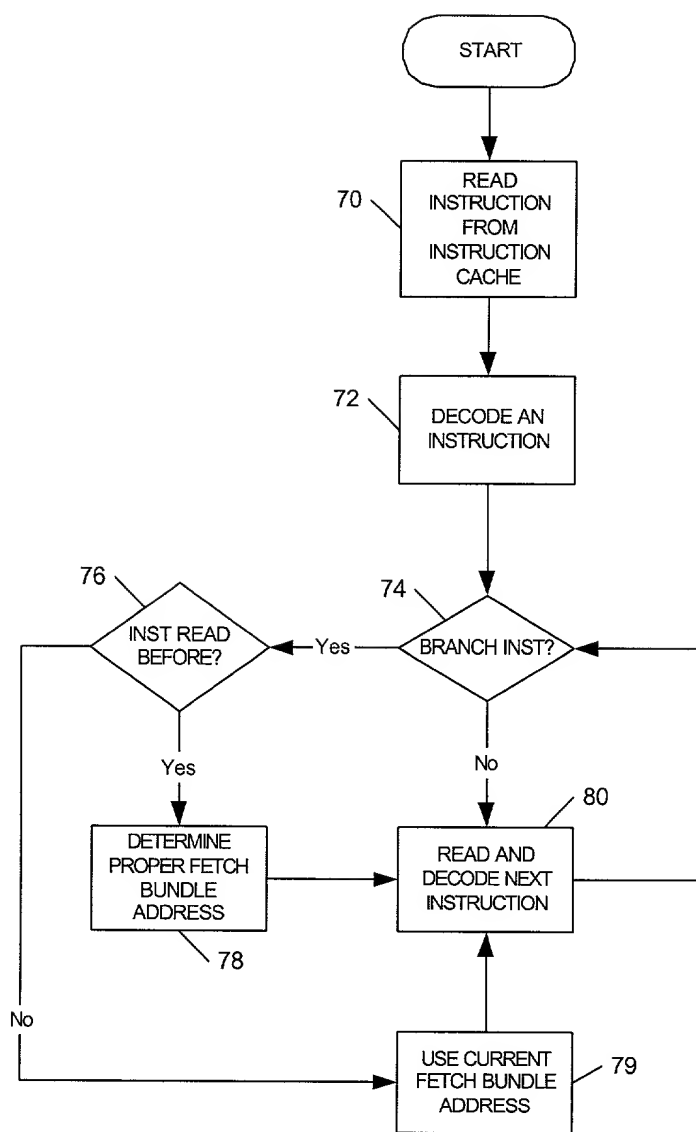 START
READ
INSTRUCTION
FROM
INSTRUCTION
CACHE
70
DECODE AN
INSTRUCTION
72
76
INST READ
BEFORE?
Yes
74
BRANCH INST?
Yes
No
80
DETERMINE
PROPER FETCH
BUNDLE
ADDRESS
78
READ AND
DECODE NEXT
INSTRUCTION
No
USE CURRENT
FETCH BUNDLE
ADDRESS
79